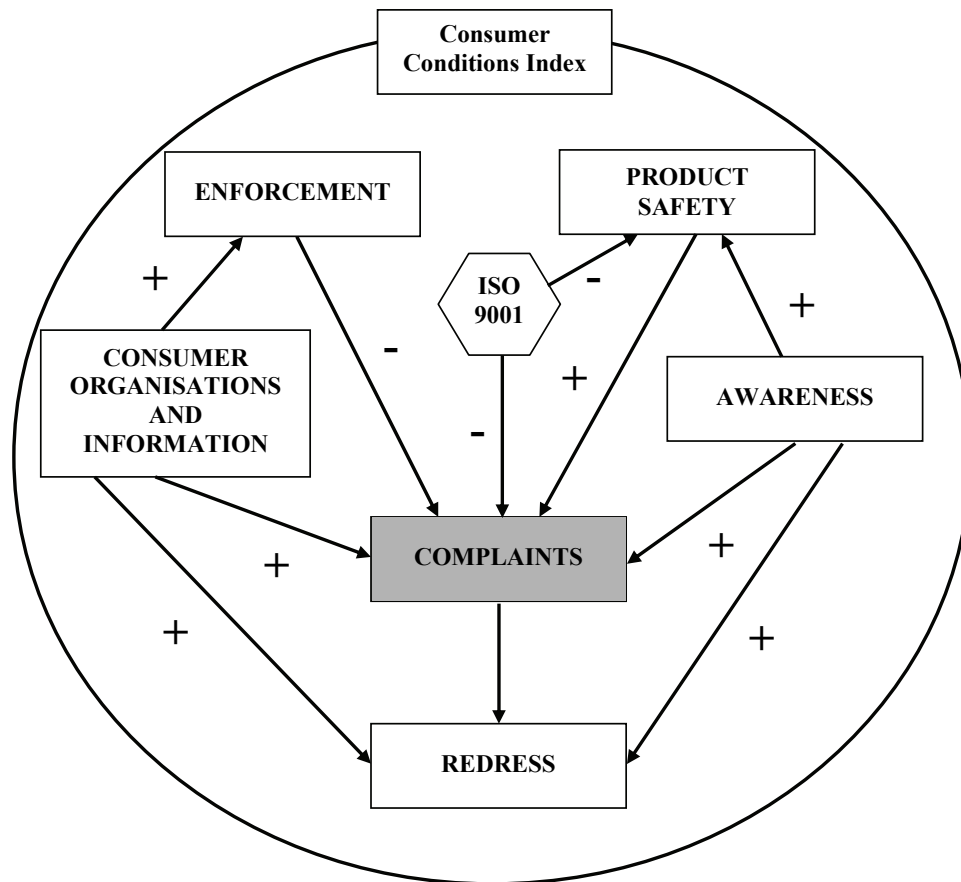 Consumer
Conditions Index
ENFORCEMENT
PRODUCT
SAFETY
+
ISO
9001
-
+
CONSUMER
ORGANISATIONS
AND
INFORMATION
-
+
AWARENESS
-
COMPLAINTS
+
+
+
+
REDRESS